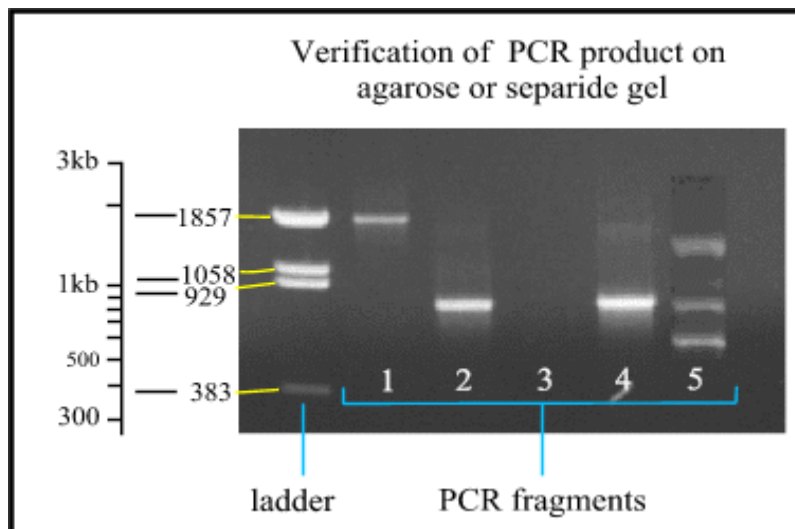 Verification of PCR product on
agarose or separide gel
3kb
1857
1058
1kb
929
500
383
300
1 2 3 4 5
ladder
PCR fragments